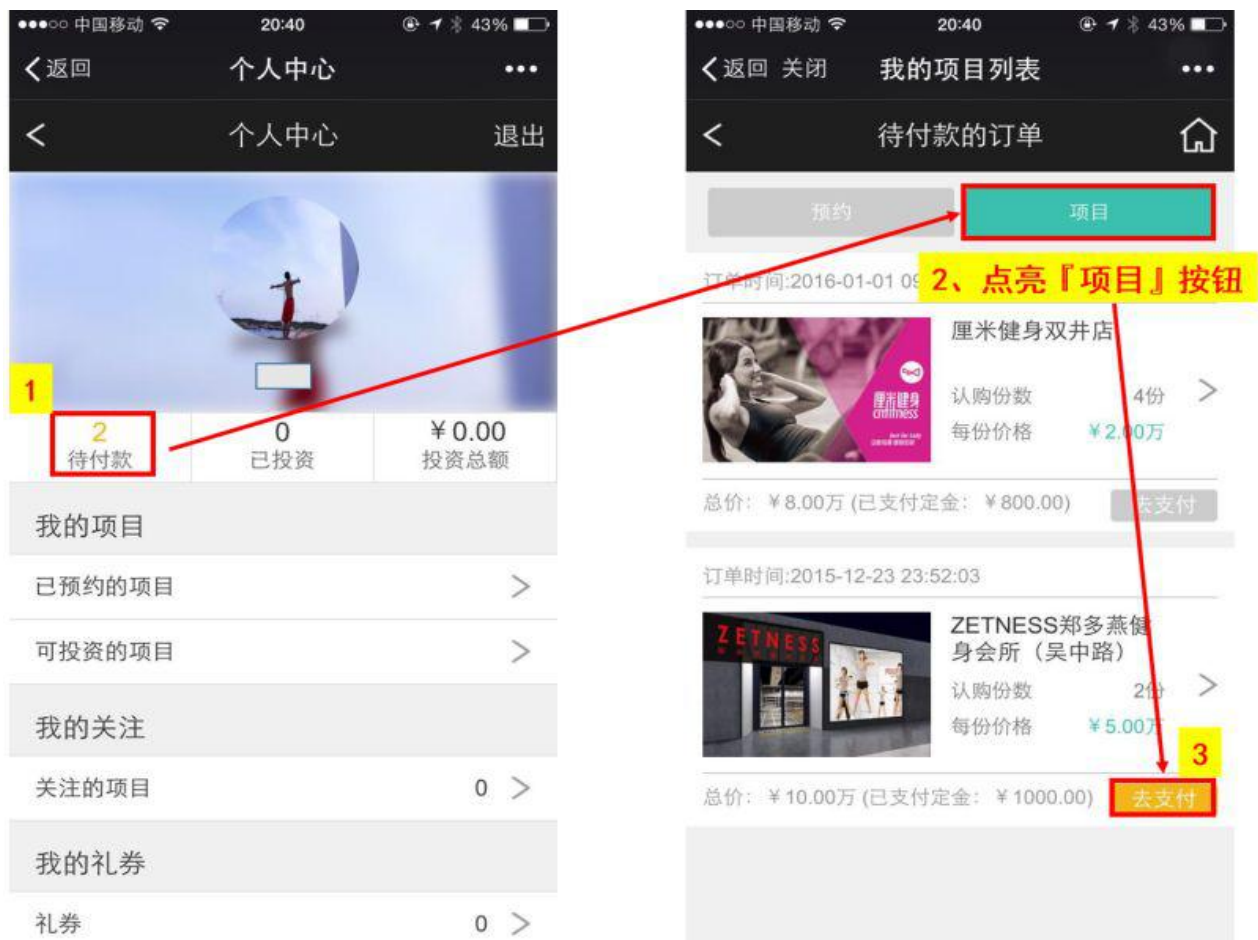 中国移动 20:40 43%
返回 个人中心
个人中心 退出
1
2 0 ￥0.00
待付款 已投资 投资总额
我的项目
已预约的项目
可投资的项目
我的关注
关注的项目 0
我的礼券
礼券 0
中国移动 20:40 43%
返回 关闭 我的项目列表
待付款的订单
预约 项目
订单时间:2016-01-01 09
2、点亮『项目』按钮
厘米健身双井店
厘米健身
cmfitness
认购份数 4份
每份价格 ￥2.00万
总价：￥8.00万 (已支付定金：￥800.00) 去支付
订单时间:2015-12-23 23:52:03
ZETNESS
ZETNESS郑多燕健
身会所（吴中路）
认购份数 2份
每份价格 ￥5.00万
3
总价：￥10.00万 (已支付定金：￥1000.00) 去支付